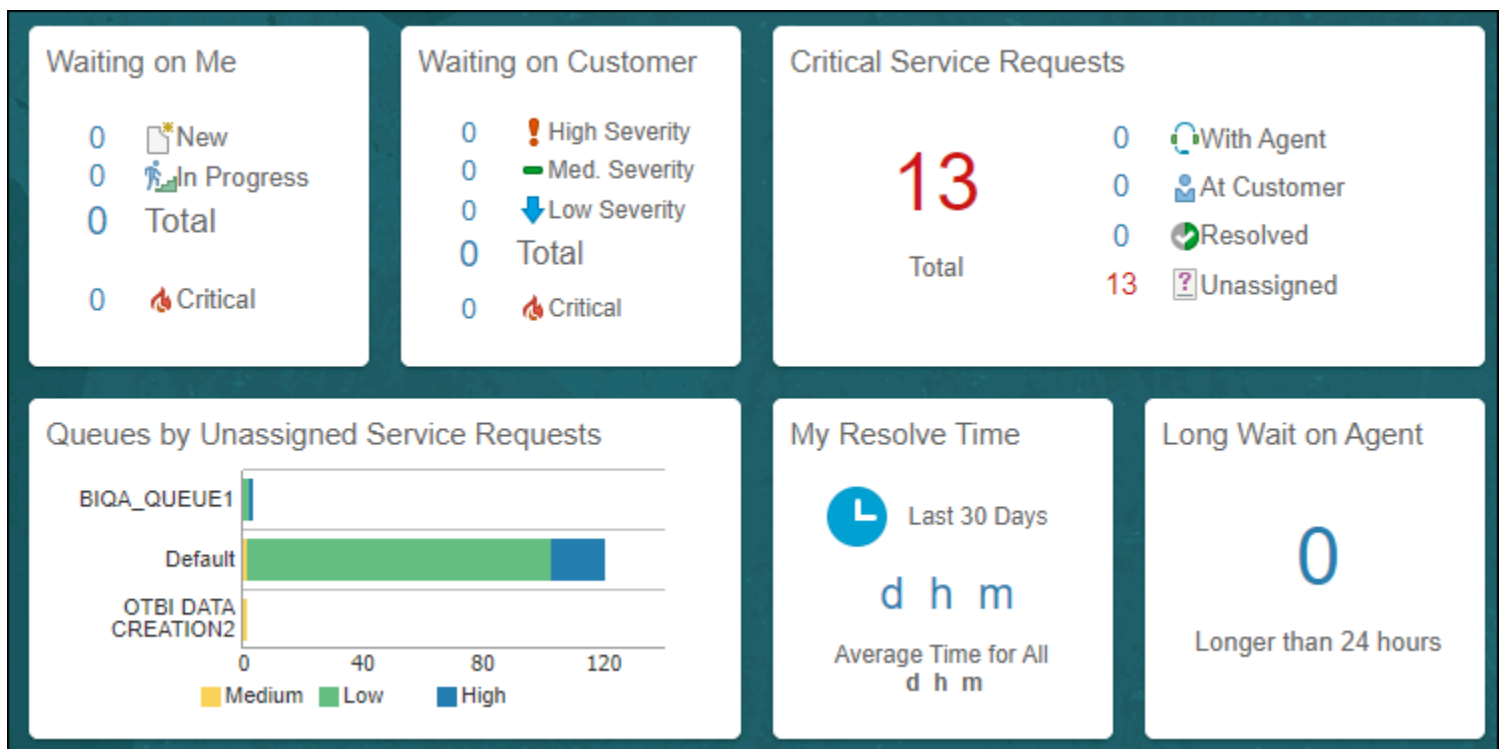 Waiting on Me
0 New
0 In Progress
0 Total
0 Critical
Waiting on Customer
0 High Severity
0 Med. Severity
0 Low Severity
0 Total
0 Critical
Critical Service Requests
13
Total
0 With Agent
0 At Customer
0 Resolved
13 ? Unassigned
Queues by Unassigned Service Requests
BIQA_QUEUE1
Default
OTBI DATA
CREATION2
0 40 80 120
Medium Low High
My Resolve Time
Last 30 Days
d h m
Average Time for All
d h m
Long Wait on Agent
0
Longer than 24 hours